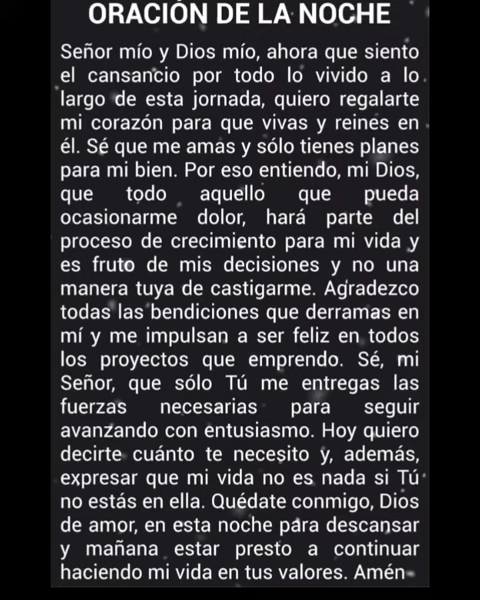 ORACIÓN DE LA NOCHE
Señor mío y Dios mío, ahora que siento
el cansancio por todo lo vivido a lo
largo de esta jornada, quiero regalarte
mi corazón para que vivas y reines en
él. Sé que me amas y sólo tienes planes
para mi bien. Por eso entiendo, mi Dios,
que todo aquello que pueda
ocasionarme dolor, hará parte del
proceso de crecimiento para mi vida y
es fruto de mis decisiones y no una
manera tuya de castigarme. Agradezco
todas las bendiciones que derramas en
mí y me impulsan a ser feliz en todos
los proyectos que emprendo. Sé, mi
Señor, que sólo Tú me entregas las
fuerzas necesarias para seguir
avanzando con entusiasmo. Hoy quiero
decirte cuánto te necesito y, además,
expresar que mi vida no es nada si Tú
no estás en ella. Quédate conmigo, Dios
de amor, en esta noche para descansar
y mañana estar presto a continuar
haciendo mi vida en tus valores. Amén